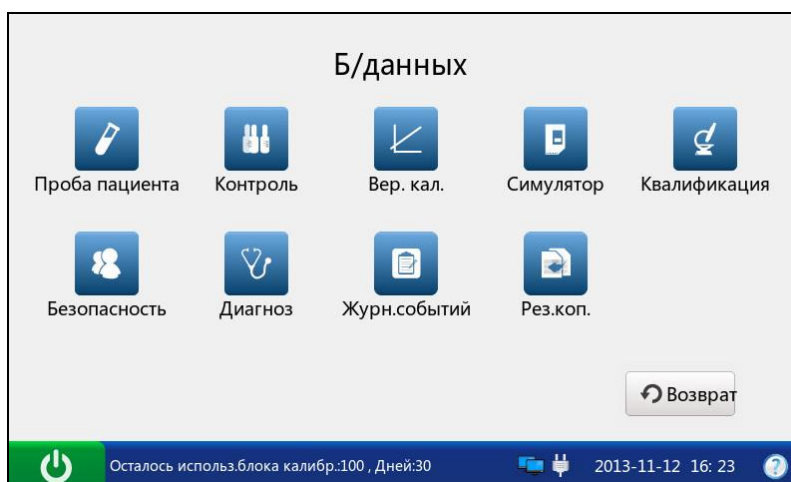 Б/данных
Проба пациента Контроль Вер. кал. Симулятор Квалификация
Безопасность Диагноз Журн.событий Рез.коп.
Возврат
Осталось использ.блока калибр.:100 , Дней:30 2013-11-12 16: 23 ?